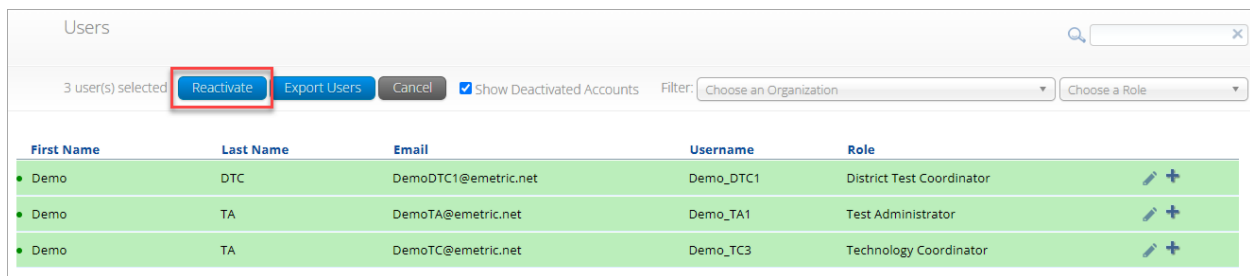 Users
3 user(s) selected Reactivate Export Users Cancel Show Deactivated Accounts Filter: Choose an Organization Choose a Role
First Name Last Name Email Username Role
Demo DTC DemoDTC1@emetric.net Demo_DTC1 District Test Coordinator
Demo TA DemoTA@emetric.net Demo_TA1 Test Administrator
Demo TA DemoTC@emetric.net Demo_TC3 Technology Coordinator